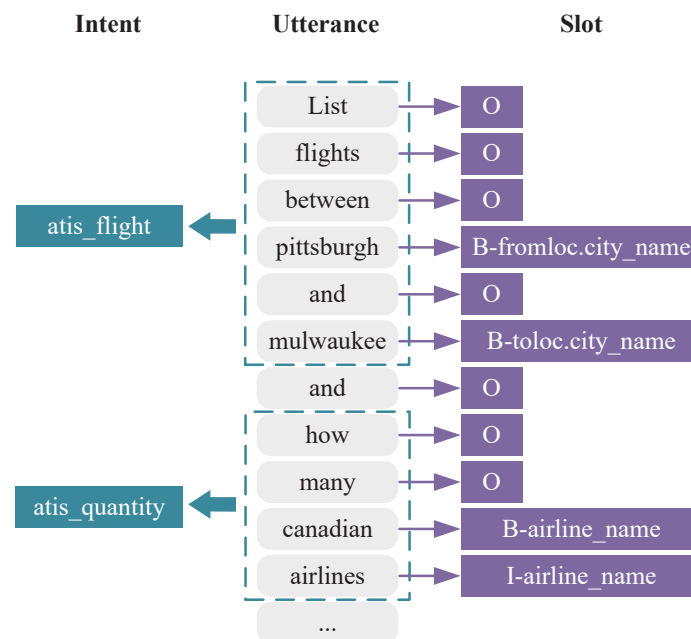 Intent Utterance Slot
List O
flights O
between O
atis_flight
pittsburgh B-fromloc.city_name
and O
mulwaukee B-toloc.city_name
and O
how O
many O
atis_quantity
canadian B-airline_name
airlines I-airline_name
...